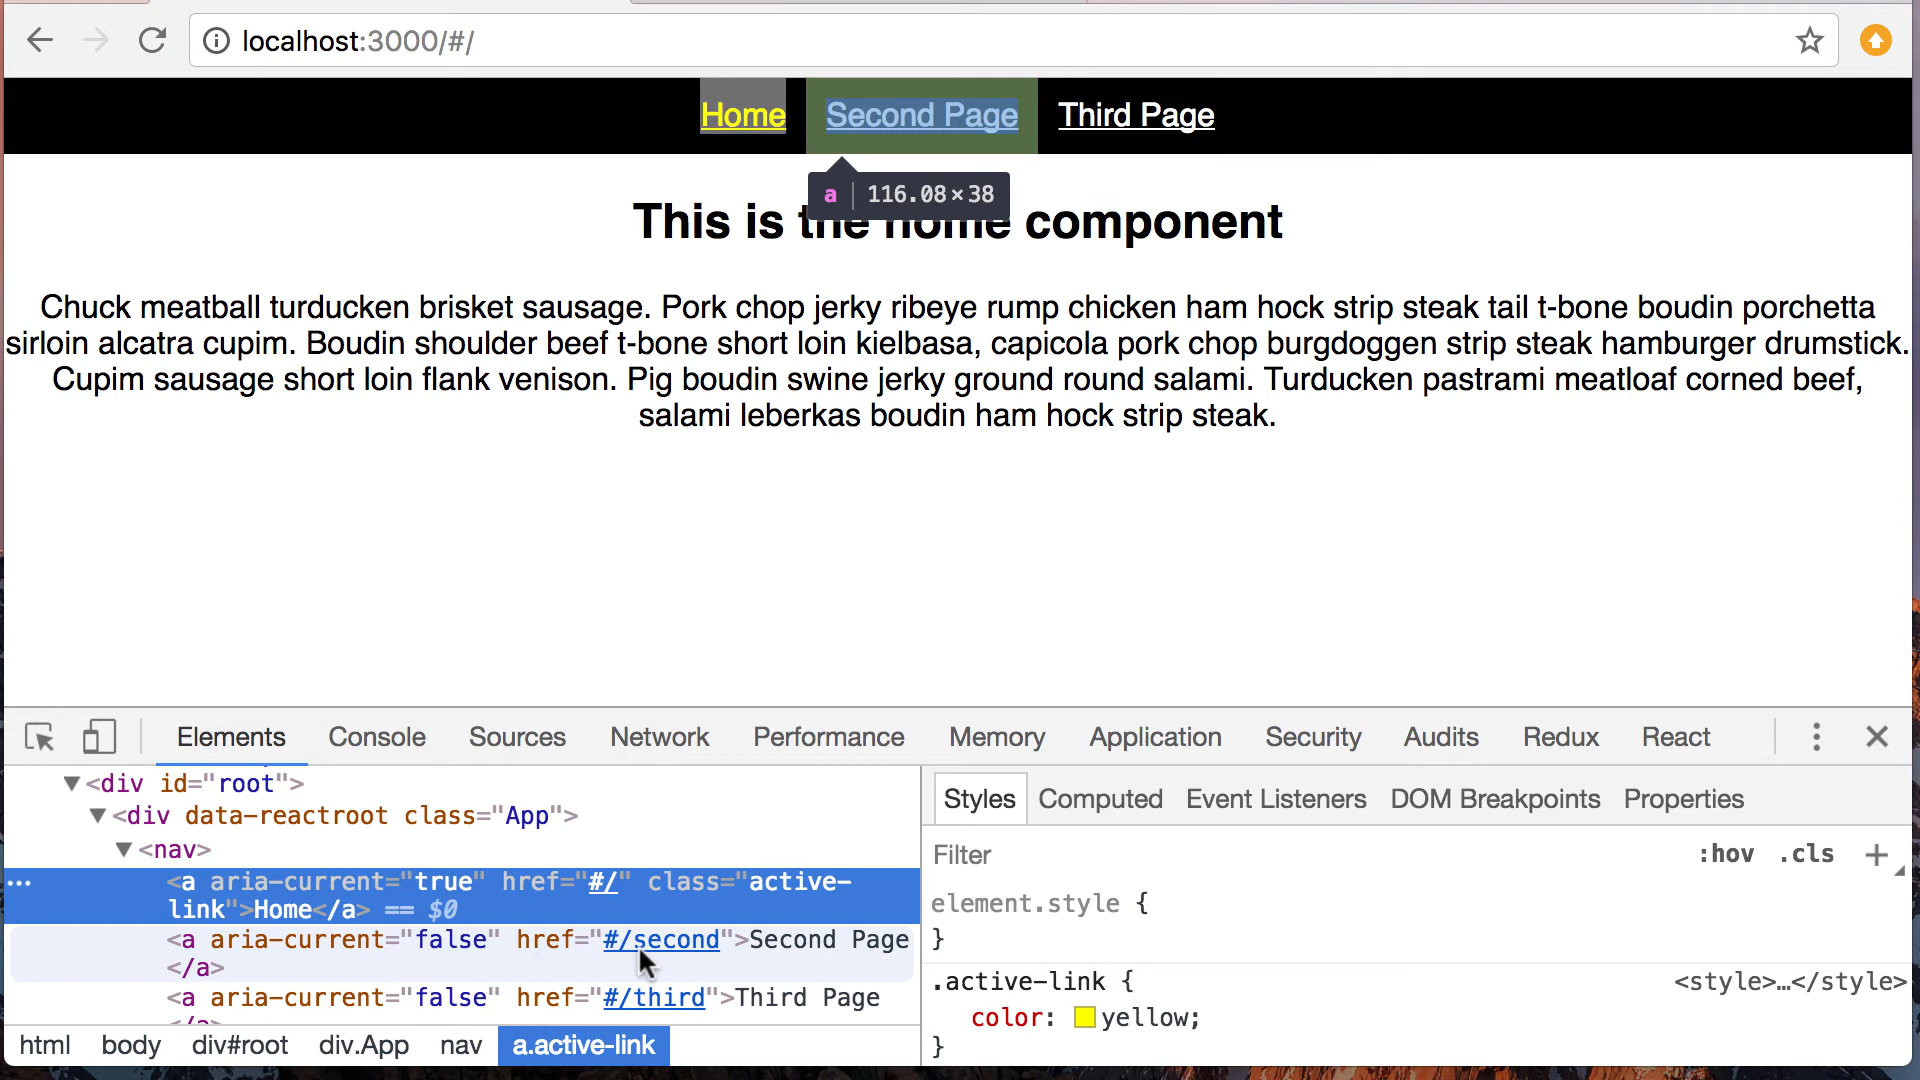 localhost:3000/#/
Home Second Page Third Page
a 116.08×38
This is the home component
Chuck meatball turducken brisket sausage. Pork chop jerky ribeye rump chicken ham hock strip steak tail t-bone boudin porchetta
sirloin alcatra cupim. Boudin shoulder beef t-bone short loin kielbasa, capicola pork chop burgdoggen strip steak hamburger drumstick.
Cupim sausage short loin flank venison. Pig boudin swine jerky ground round salami. Turducken pastrami meatloaf corned beef,
salami leberkas boudin ham hock strip steak.
Elements Console Sources Network Performance Memory Application Security Audits Redux React
<div id="root">
<div data-reactroot class="App">
<nav>
<a aria-current="true" href="#/" class="active-
link">Home</a> == $0
<a aria-current="false" href="#/second">Second Page
</a>
<a aria-current="false" href="#/third">Third Page
</a>
html body div#root div.App nav a.active-link
Styles Computed Event Listeners DOM Breakpoints Properties
Filter :hov .cls +
element.style {
}
.active-link { <style>…</style>
color: yellow;
}